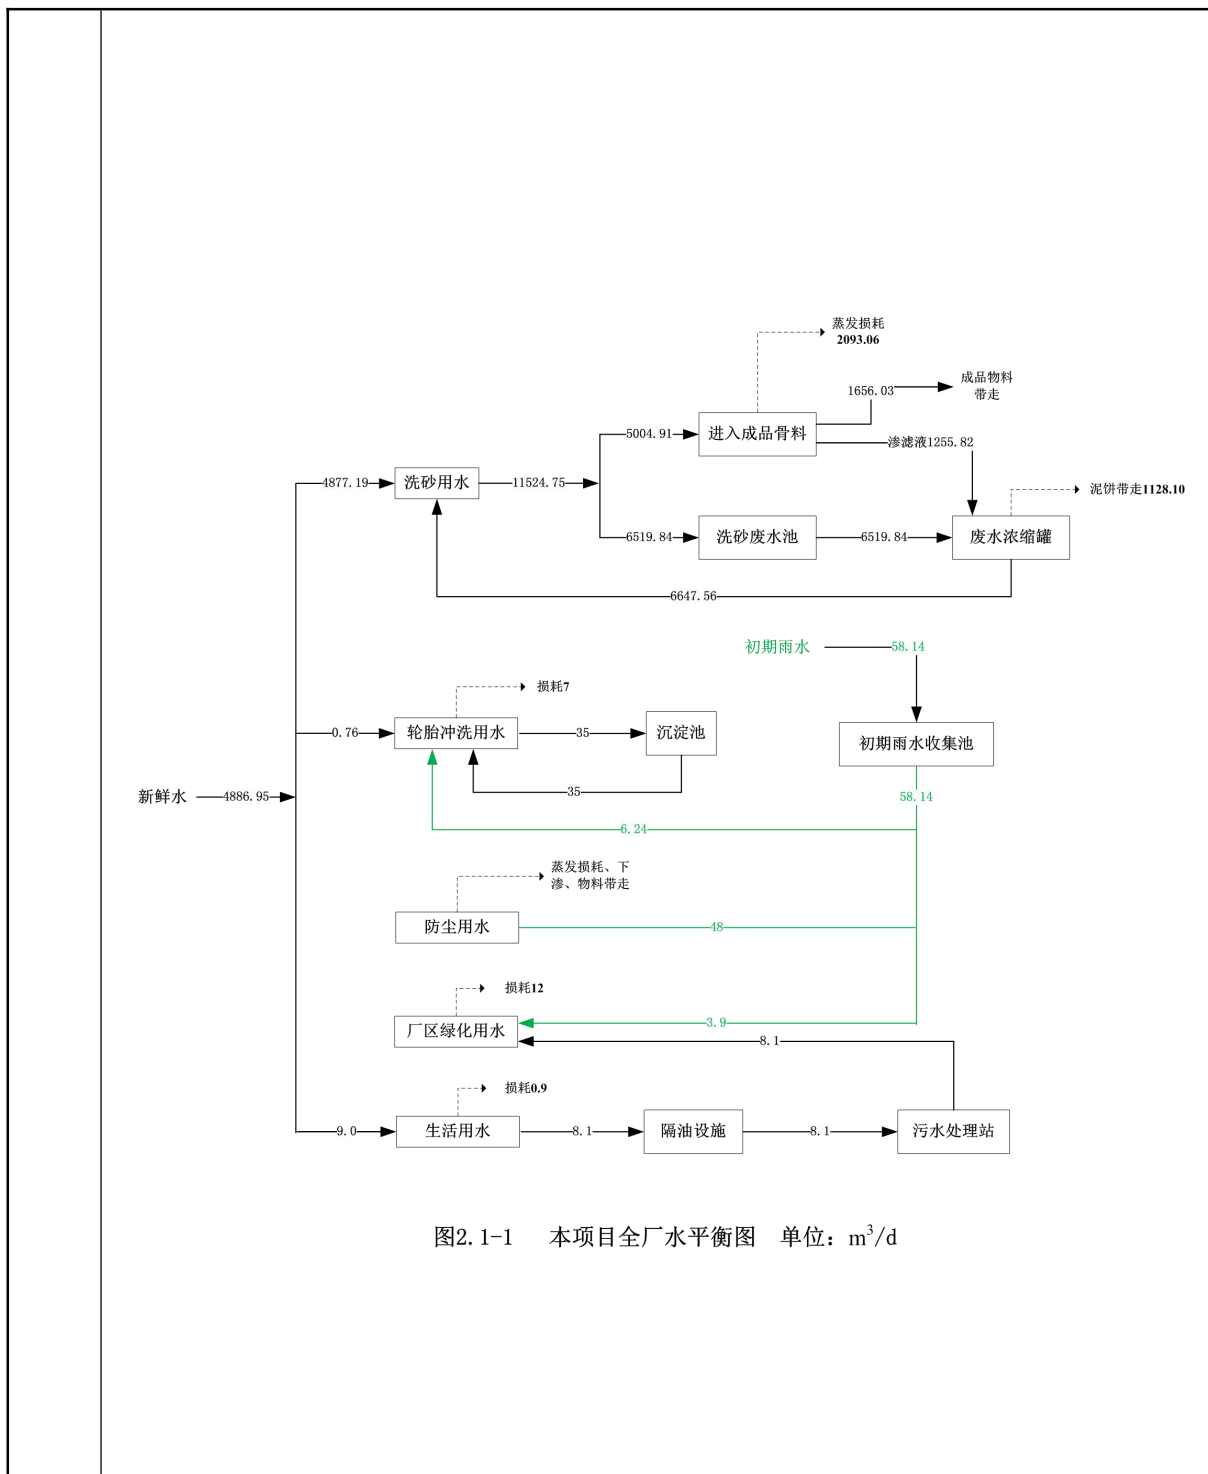 蒸发损耗
2093.06
1656.03
成品物料
带走
5004.91
进入成品骨料
渗滤液1255.82
4877.19
洗砂用水
11524.75
泥饼带走1128.10
6519.84
洗砂废水池
6519.84
废水浓缩罐
6647.56
初期雨水
58.14
损耗7
0.76
轮胎冲洗用水
35
沉淀池
初期雨水收集池
35
新鲜水
4886.95
58.14
6.24
蒸发损耗、下
渗、物料带走
防尘用水
48
损耗12
厂区绿化用水
3.9
8.1
损耗0.9
9.0
生活用水
8.1
隔油设施
8.1
污水处理站
图2.1-1 本项目全厂水平衡图 单位：m³/d